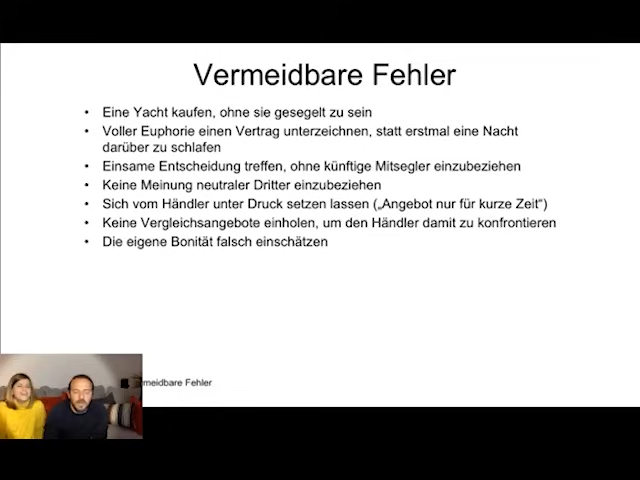 Vermeidbare Fehler
• Eine Yacht kaufen, ohne sie gesegelt zu sein
• Voller Euphorie einen Vertrag unterzeichnen, statt erstmal eine Nacht
darüber zu schlafen
• Einsame Entscheidung treffen, ohne künftige Mitsegler einzubeziehen
• Keine Meinung neutraler Dritter einzubeziehen
• Sich vom Händler unter Druck setzen lassen („Angebot nur für kurze Zeit“)
• Keine Vergleichsangebote einholen, um den Händler damit zu konfrontieren
• Die eigene Bonität falsch einschätzen
meidbare Fehler